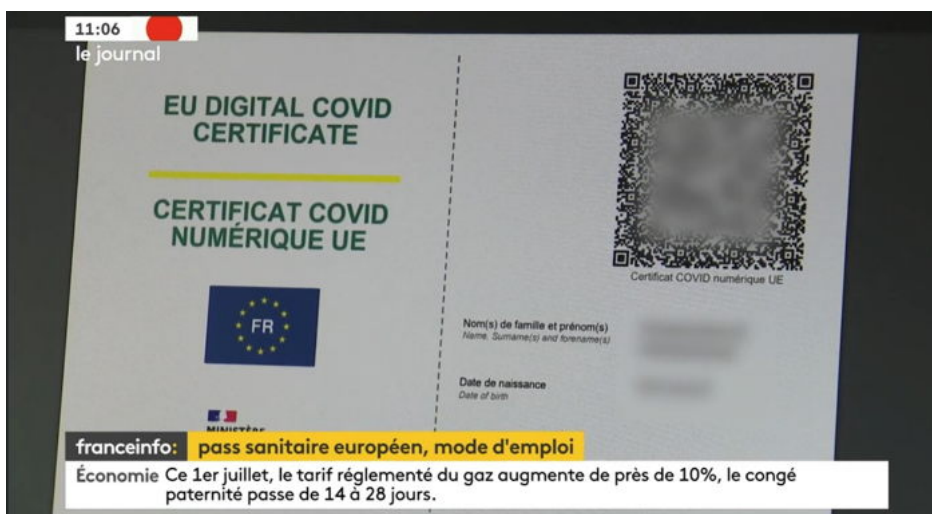 11:06
le journal
EU DIGITAL COVID
CERTIFICATE
CERTIFICAT COVID
NUMÉRIQUE UE
FR
MINISTÈRE
Certificat COVID numérique UE
Nom(s) de famille et prénom(s)
Name, Surname(s) and forename(s)
Date de naissance
Date of birth
franceinfo: pass sanitaire européen, mode d'emploi
Économie Ce 1er juillet, le tarif réglementé du gaz augmente de près de 10%, le congé
paternité passe de 14 à 28 jours.